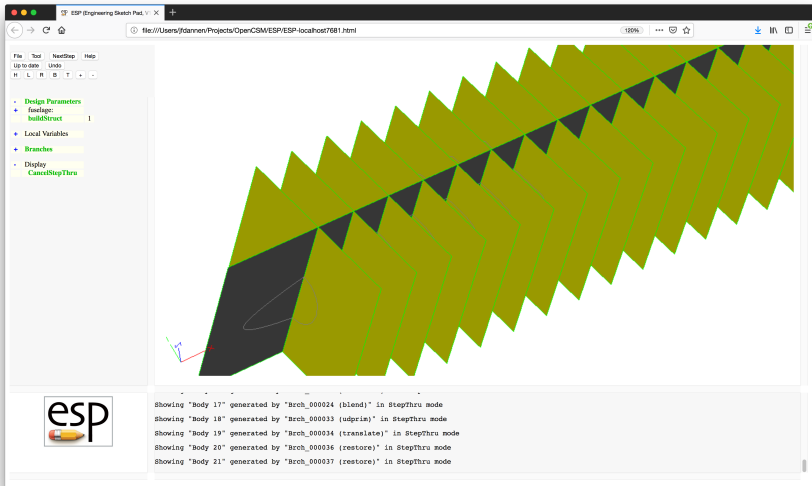 ESP (Engineering Sketch Pad, V
file:///Users/jfdannen/Projects/OpenCSM/ESP/ESP-localhost7681.html
120%
File Tool NextStep Help
Up to date Undo
H L R B T + -
- Design Parameters
+ fuselage:
buildStruct 1
+ Local Variables
+ Branches
- Display
CancelStepThru
esp
Showing "Body 17" generated by "Brch_000024 (blend)" in StepThru mode
Showing "Body 18" generated by "Brch_000033 (udprim)" in StepThru mode
Showing "Body 19" generated by "Brch_000034 (translate)" in StepThru mode
Showing "Body 20" generated by "Brch_000036 (restore)" in StepThru mode
Showing "Body 21" generated by "Brch_000037 (restore)" in StepThru mode